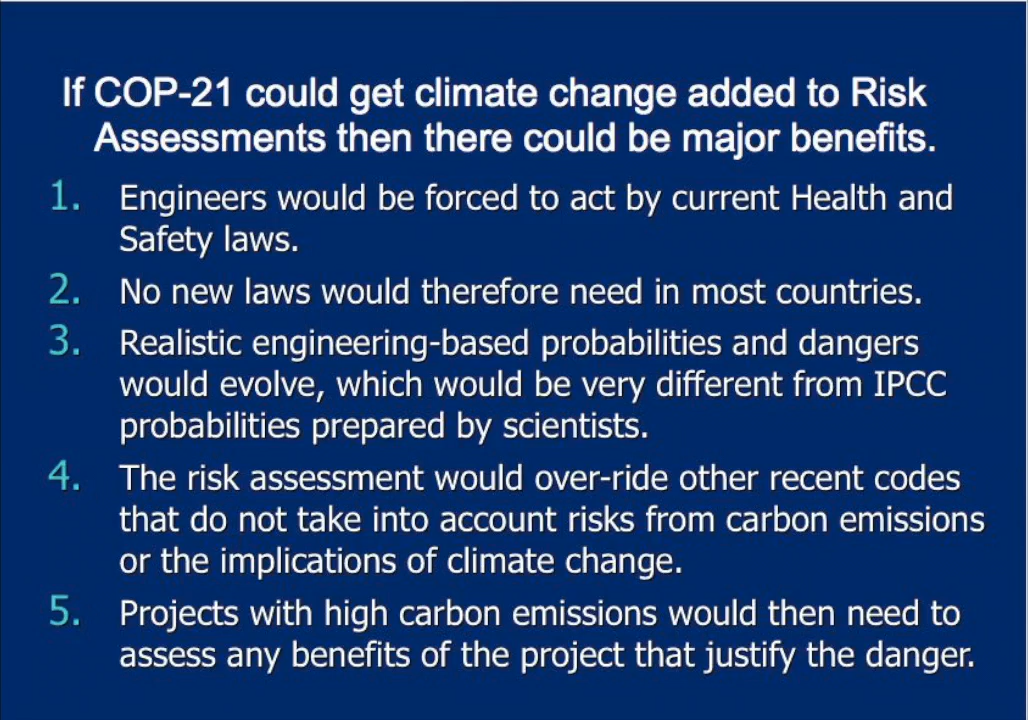 If COP-21 could get climate change added to Risk
Assessments then there could be major benefits.
1. Engineers would be forced to act by current Health and
Safety laws.
2. No new laws would therefore need in most countries.
3. Realistic engineering-based probabilities and dangers
would evolve, which would be very different from IPCC
probabilities prepared by scientists.
4. The risk assessment would over-ride other recent codes
that do not take into account risks from carbon emissions
or the implications of climate change.
5. Projects with high carbon emissions would then need to
assess any benefits of the project that justify the danger.